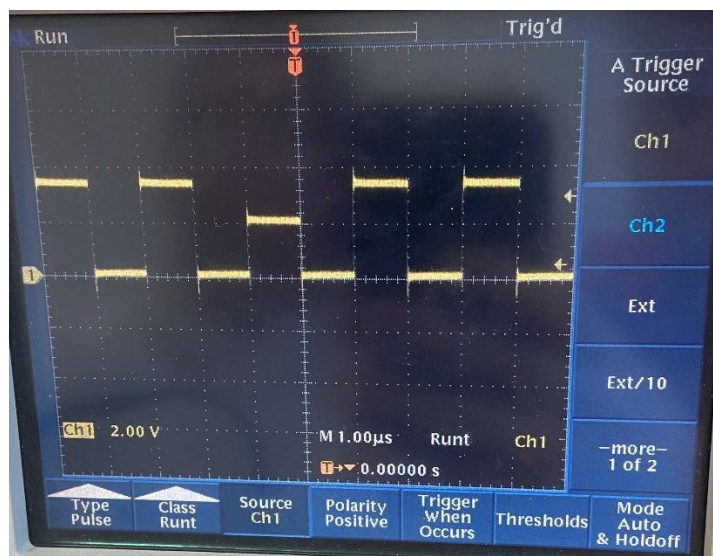 Run
Trig'd
T
T
A Trigger
Source
Ch1
Ch2
Ext
Ext/10
-more-
1 of 2
1
Ch1 2.00 V
M 1.00µs Runt Ch1
T→▼ 0.00000 s
Type
Pulse
Class
Runt
Source
Ch1
Polarity
Positive
Trigger
When
Occurs
Thresholds
Mode
Auto
& Holdoff